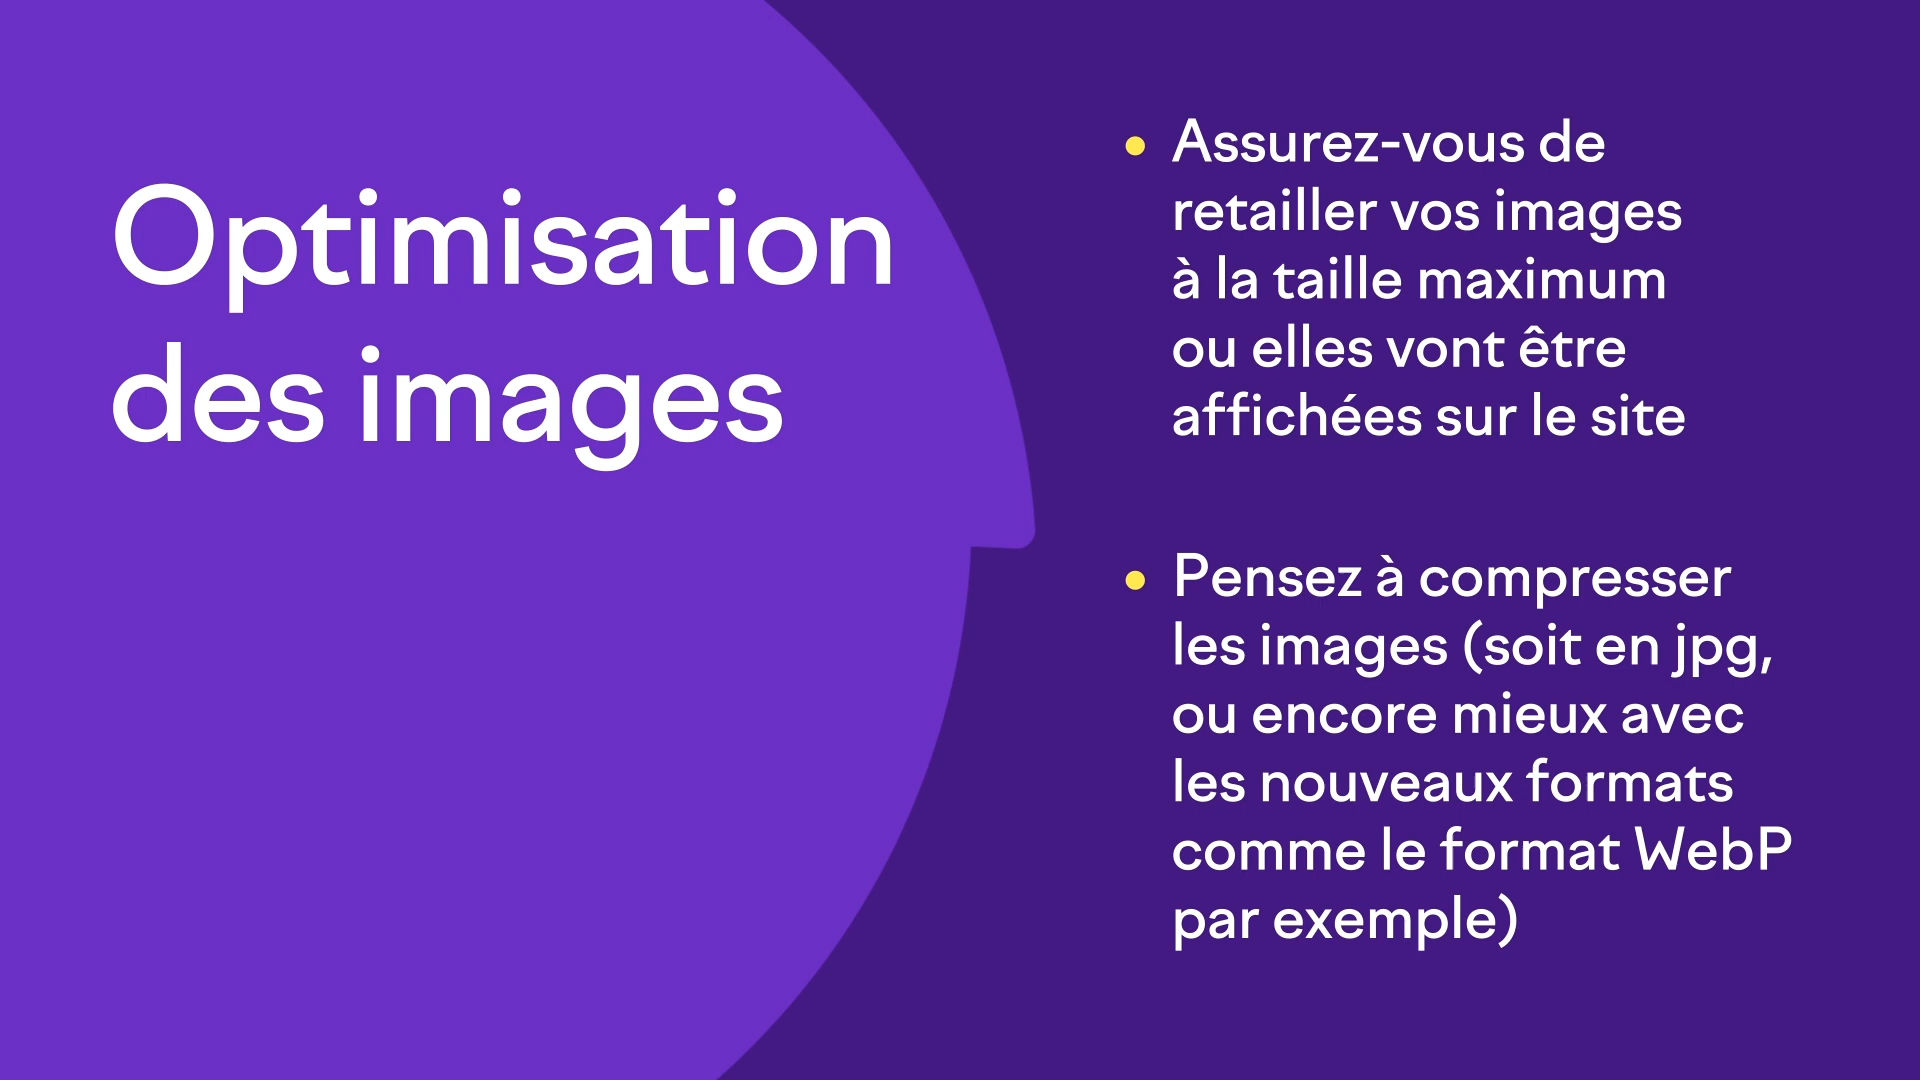 Optimisation
des images
Assurez-vous de
retailler vos images
à la taille maximum
ou elles vont être
affichées sur le site
Pensez à compresser
les images (soit en jpg,
ou encore mieux avec
les nouveaux formats
comme le format WebP
par exemple)